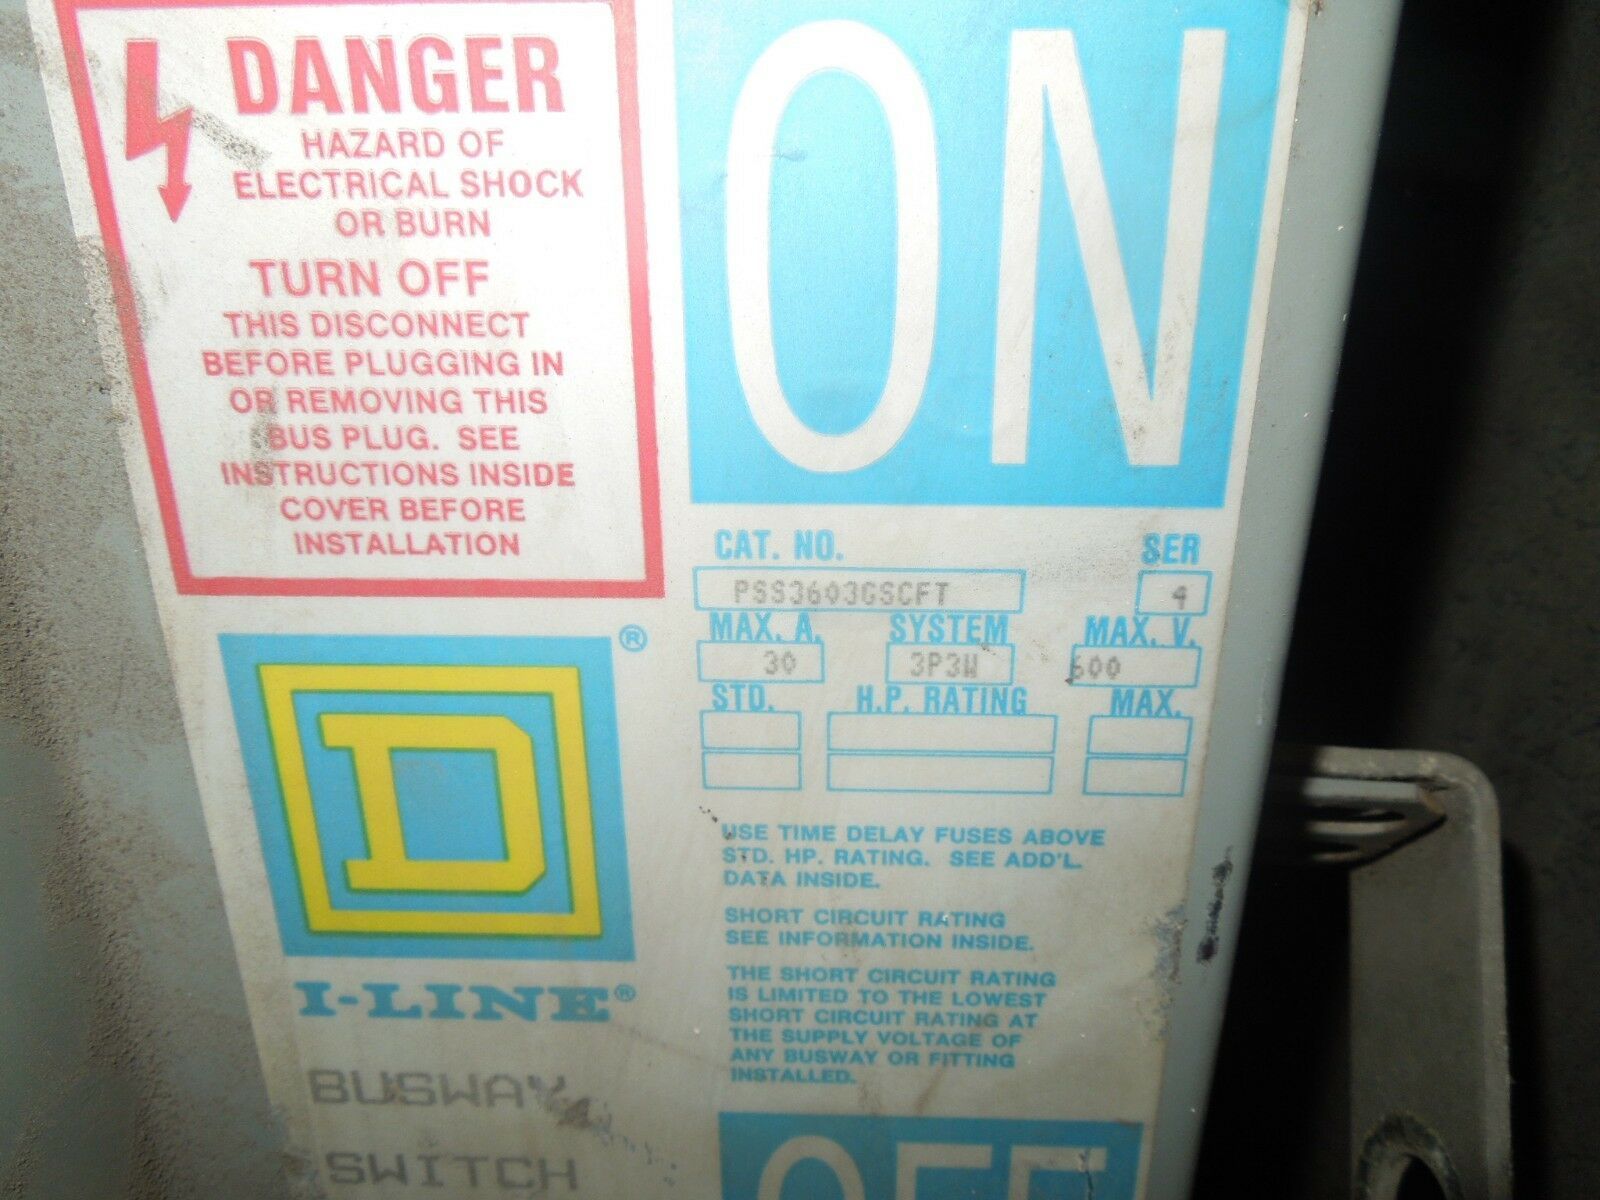 DANGER
HAZARD OF
ELECTRICAL SHOCK
OR BURN
TURN OFF
THIS DISCONNECT
BEFORE PLUGGING IN
OR REMOVING THIS
BUS PLUG. SEE
INSTRUCTIONS INSIDE
COVER BEFORE
INSTALLATION
D ®
I-LINE®
BUSWAY
SWITCH
ON
CAT. NO. SER
PSS3603GSCFT 4
MAX. A. SYSTEM MAX. V.
30 3P3W 600
STD. H.P. RATING MAX.
USE TIME DELAY FUSES ABOVE
STD. HP. RATING. SEE ADD'L.
DATA INSIDE.
SHORT CIRCUIT RATING
SEE INFORMATION INSIDE.
THE SHORT CIRCUIT RATING
IS LIMITED TO THE LOWEST
SHORT CIRCUIT RATING AT
THE SUPPLY VOLTAGE OF
ANY BUSWAY OR FITTING
INSTALLED.
OFF